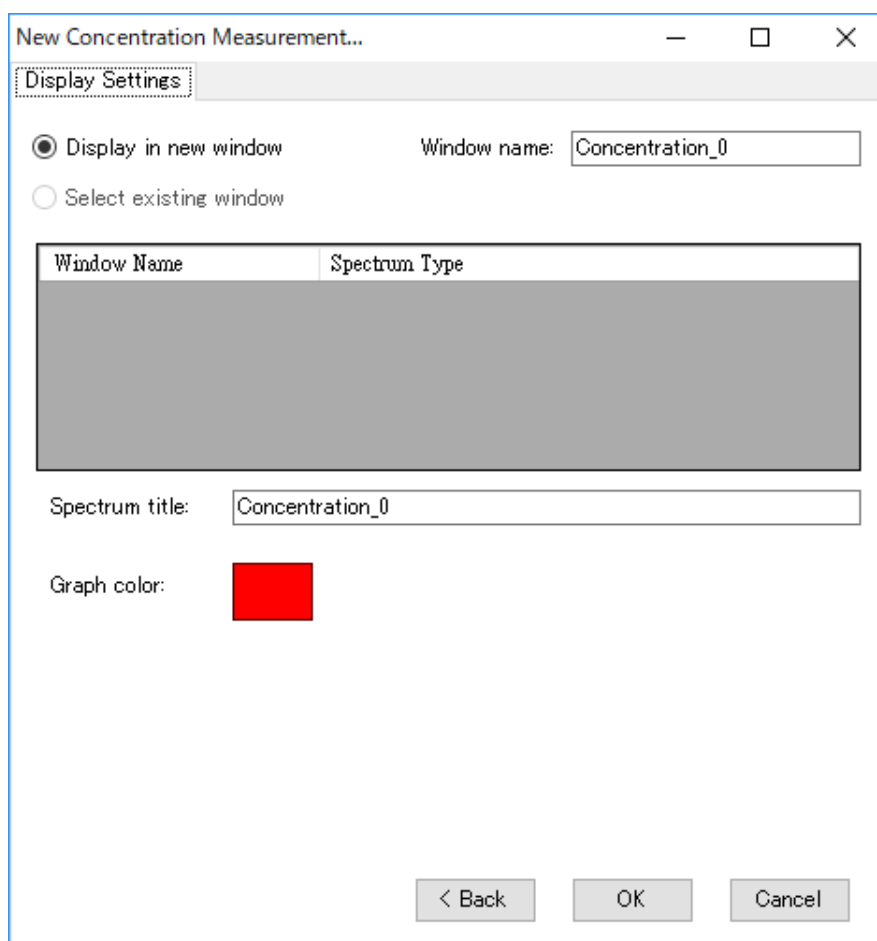 New Concentration Measurement...
Display Settings
Display in new window Window name: Concentration_0
Select existing window
Window Name Spectrum Type
Spectrum title: Concentration_0
Graph color:
< Back OK Cancel